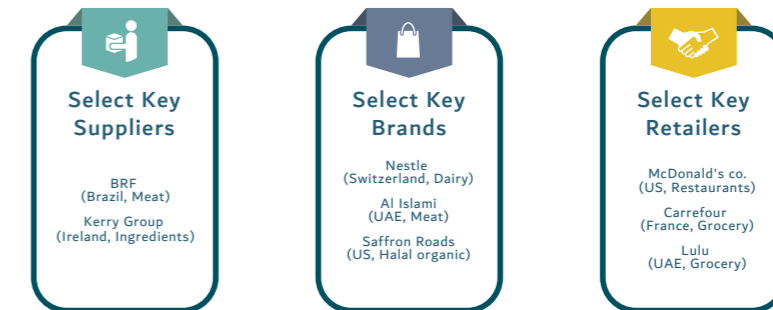 Select Key
Suppliers
BRF
(Brazil, Meat)
Kerry Group
(Ireland, Ingredients)
Select Key
Brands
Nestle
(Switzerland, Dairy)
Al Islami
(UAE, Meat)
Saffron Roads
(US, Halal organic)
Select Key
Retailers
McDonald's co.
(US, Restaurants)
Carrefour
(France, Grocery)
Lulu
(UAE, Grocery)